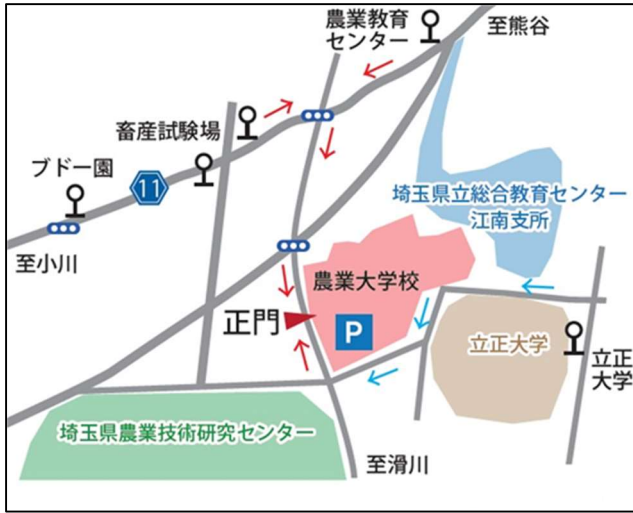 農業教育
センター
至熊谷
畜産試験場
ブドー園
11
至小川
埼玉県立総合教育センター
江南支所
農業大学校
正門
P
立正大学
立正
大学
埼玉県農業技術研究センター
至滑川